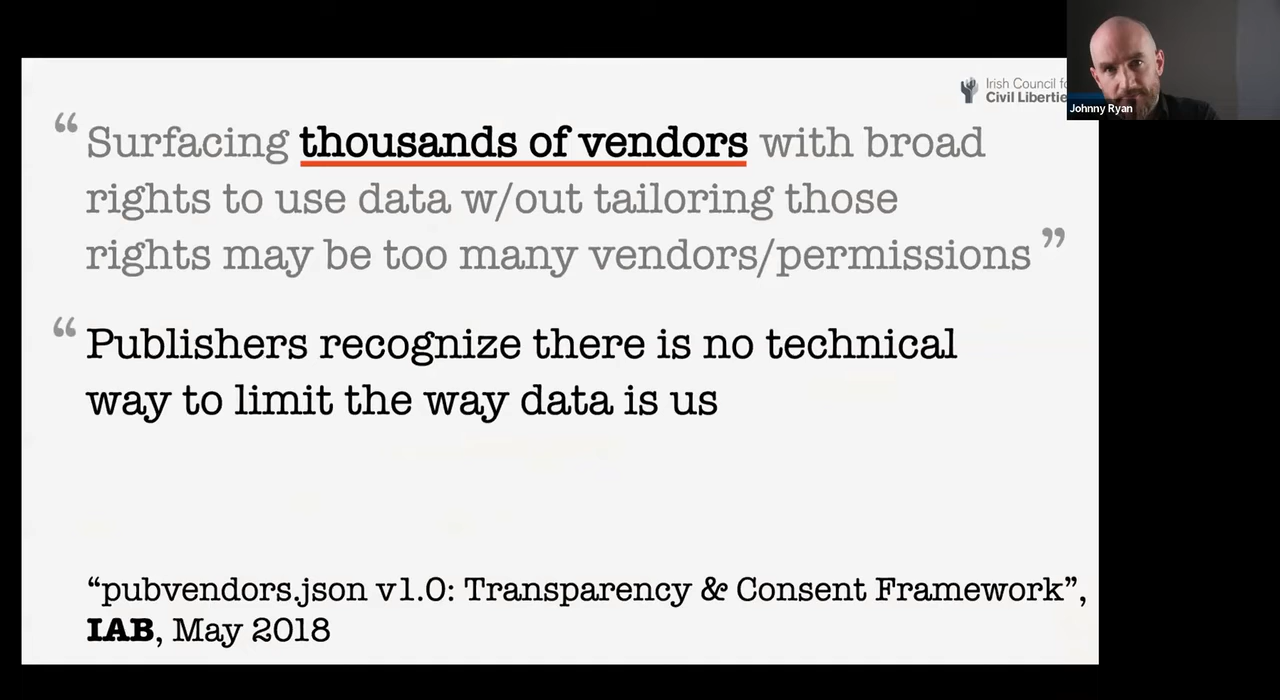 Irish Council fo
Civil Libertie
Johnny Ryan
“ Surfacing thousands of vendors with broad
rights to use data w/out tailoring those
rights may be too many vendors/permissions ”
“ Publishers recognize there is no technical
way to limit the way data is us
“pubvendors.json v1.0: Transparency & Consent Framework”,
IAB, May 2018